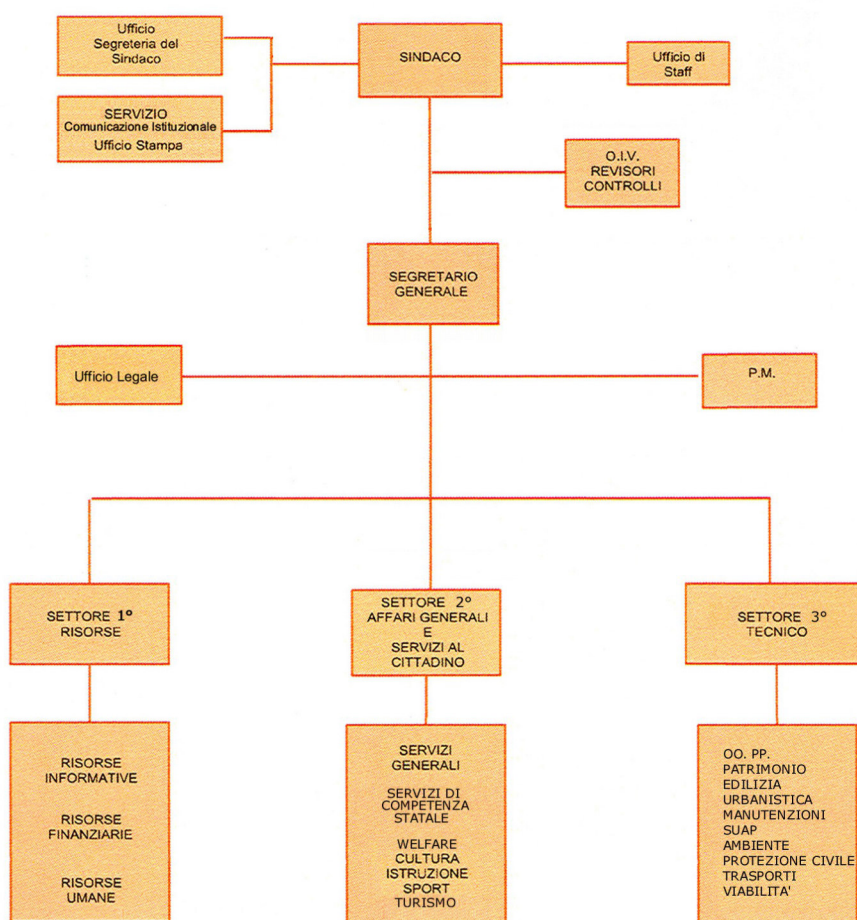 Ufficio
Segreteria del
Sindaco
SINDACO
Ufficio di
Staff
SERVIZIO
Comunicazione Istituzionale
Ufficio Stampa
O.I.V.
REVISORI
CONTROLLI
SEGRETARIO
GENERALE
Ufficio Legale
P.M.
SETTORE 1°
RISORSE
SETTORE 2°
AFFARI GENERALI
E
SERVIZI AL
CITTADINO
SETTORE 3°
TECNICO
RISORSE
INFORMATIVE
RISORSE
FINANZIARIE
RISORSE
UMANE
SERVIZI
GENERALI
SERVIZI DI
COMPETENZA
STATALE
WELFARE
CULTURA
ISTRUZIONE
SPORT
TURISMO
OO. PP.
PATRIMONIO
EDILIZIA
URBANISTICA
MANUTENZIONI
SUAP
AMBIENTE
PROTEZIONE CIVILE
TRASPORTI
VIABILITA'